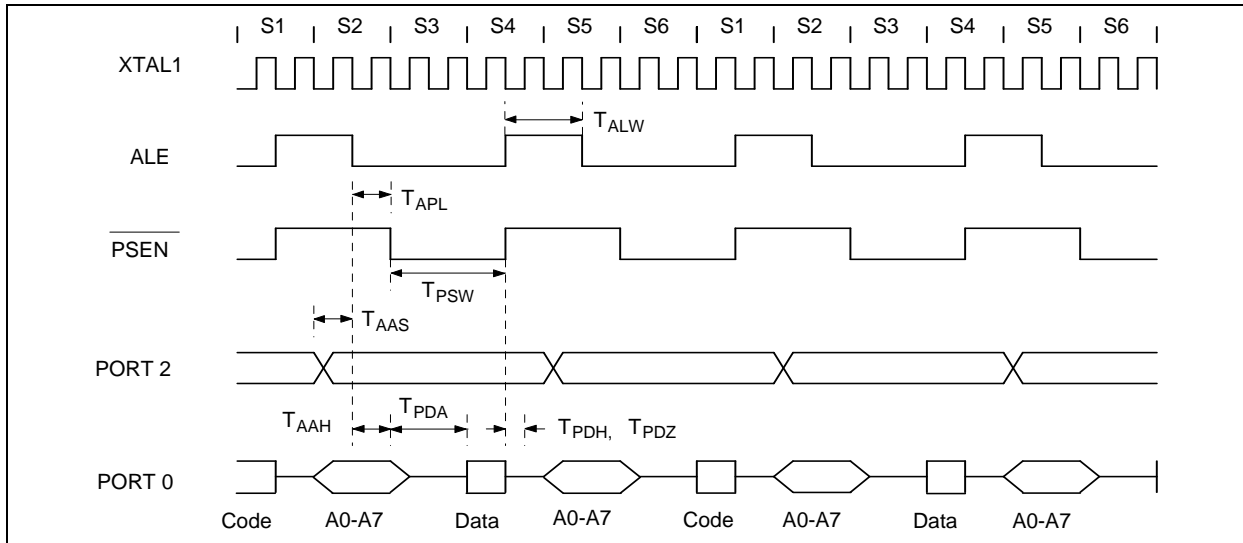 S1 S2 S3 S4 S5 S6 S1 S2 S3 S4 S5 S6
XTAL1
TALW
ALE
TAPL
PSEN
TPSW
TAAS
PORT 2
TAAH TPDA TPDH, TPDZ
PORT 0
Code A0-A7 Data A0-A7 Code A0-A7 Data A0-A7